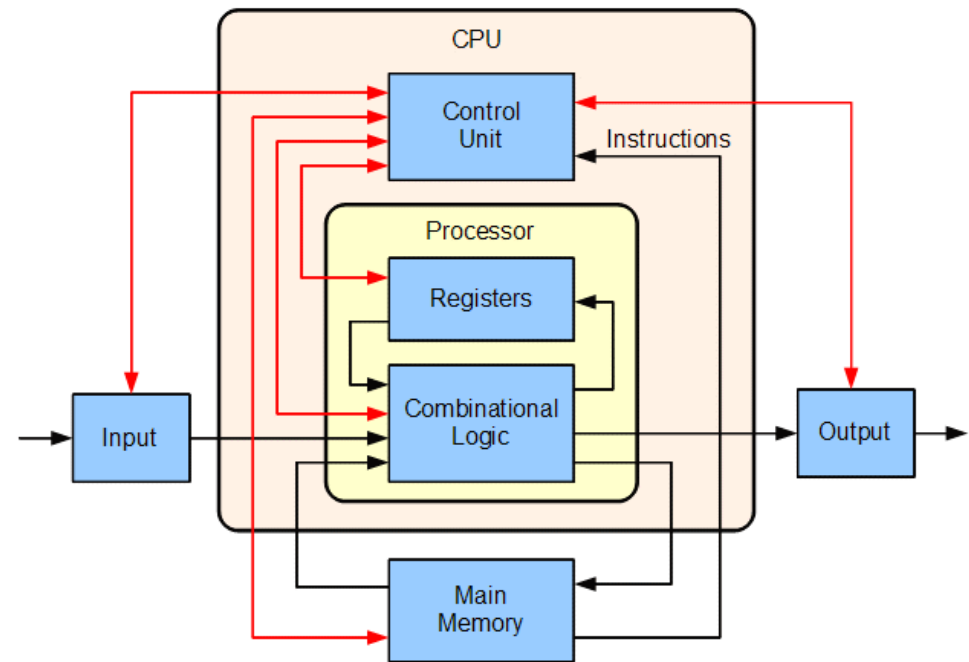 CPU
Control
Unit
Instructions
Processor
Registers
Combinational
Logic
Input
Output
Main
Memory